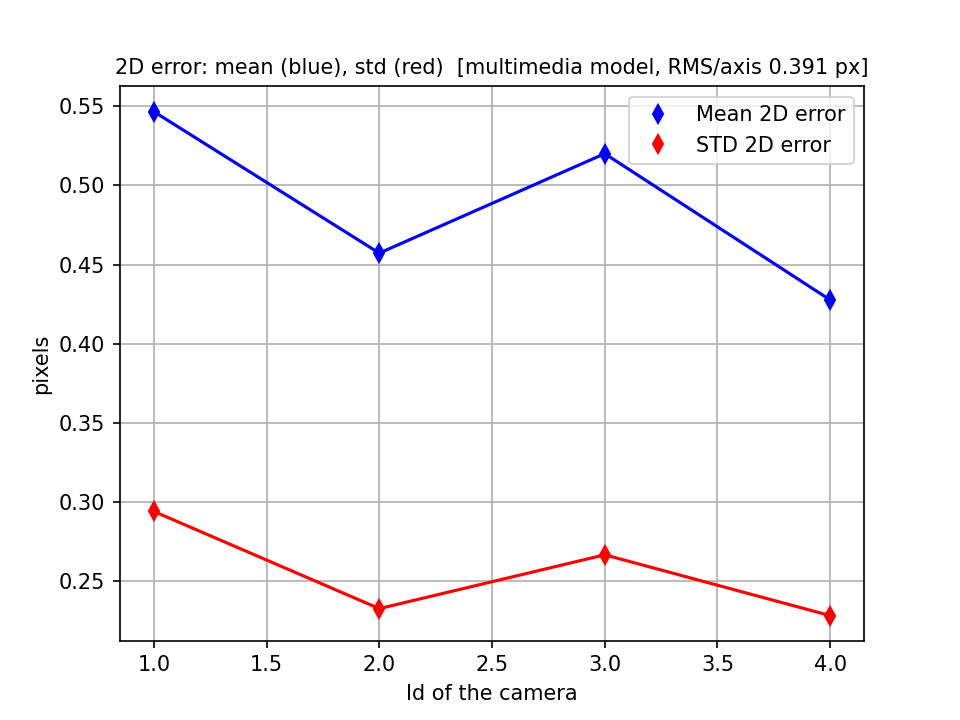 2D error: mean (blue), std (red)  [multimedia model, RMS/axis 0.391 px]
Mean 2D error
STD 2D error
0.55
0.50
0.45
0.40
0.35
0.30
0.25
pixels
1.0 1.5 2.0 2.5 3.0 3.5 4.0
Id of the camera